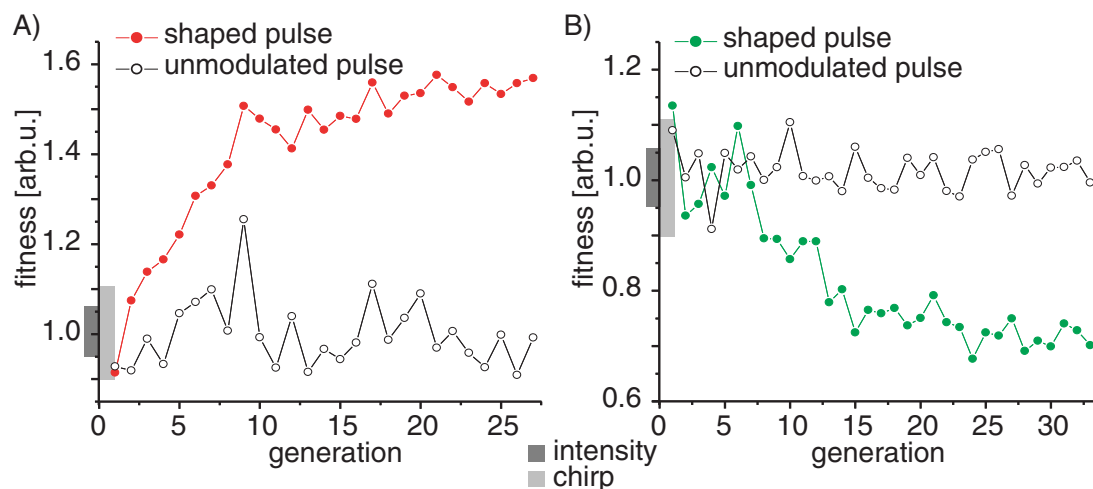 A)
shaped pulse
unmodulated pulse
fitness [arb.u.]
1.6
1.4
1.2
1.0
0 5 10 15 20 25
generation
B)
shaped pulse
unmodulated pulse
fitness [arb.u.]
1.2
1.0
0.8
0.6
0 5 10 15 20 25 30
generation
intensity
chirp